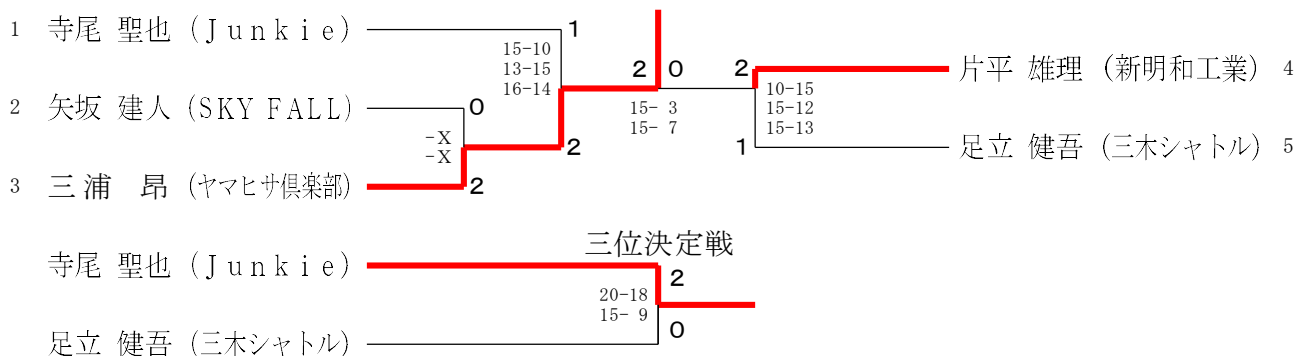 1 寺尾 聖也 (Junkie) 1
15-10
13-15
16-14
2 矢坂 建人 (SKY FALL) 0
-X
-X
2
3 三浦 昂 (ヤマヒサ倶楽部) 2
2 0
15- 3
15- 7
2 片平 雄理 (新明和工業) 4
10-15
15-12
15-13
1 足立 健吾 (三木シャトル) 5
三位決定戦
寺尾 聖也 (Junkie) 2
20-18
15- 9
足立 健吾 (三木シャトル) 0